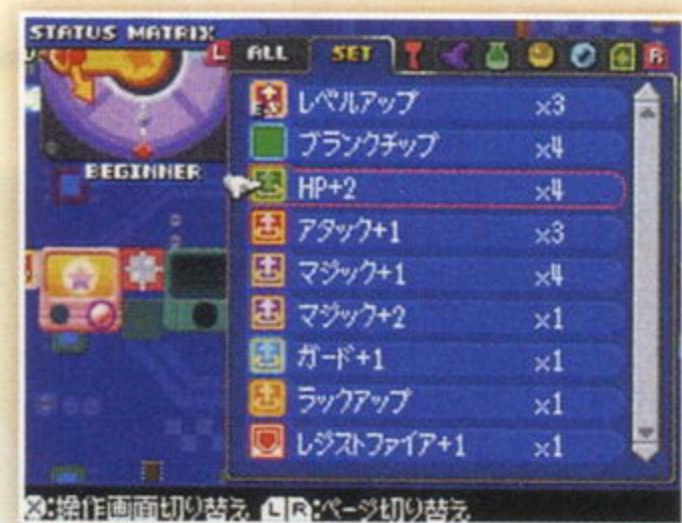 STATUS MATRIX
L ALL SET R
BEGINNER
レベルアップ ×3
ブランクチップ ×4
HP+2 ×4
アタック+1 ×3
マジック+1 ×4
マジック+2 ×1
ガード+1 ×1
ラックアップ ×1
レジストファイア+1 ×1
X:操作画面切り替え LR:ページ切り替え